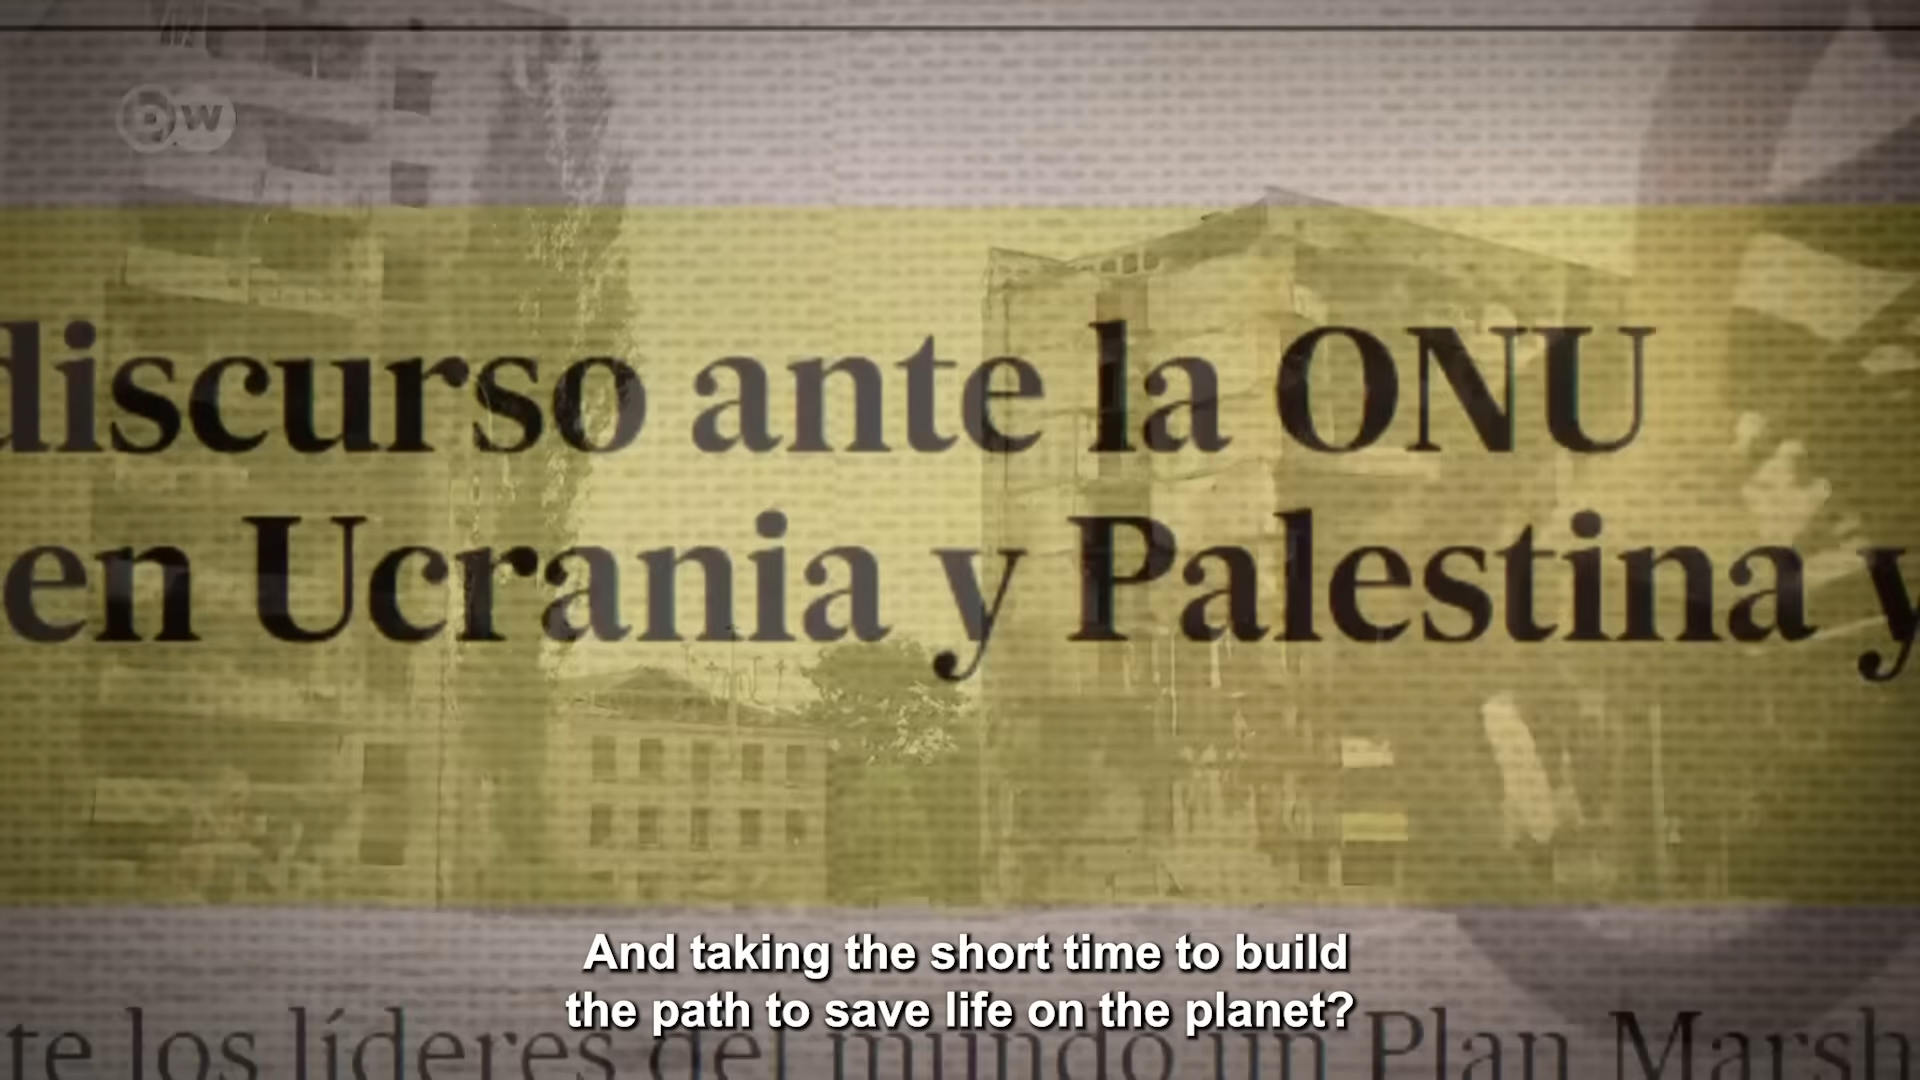 DW
discurso ante la ONU
en Ucrania y Palestina y
And taking the short time to build
the path to save life on the planet?
te los líderes del mundo un Plan Marsh